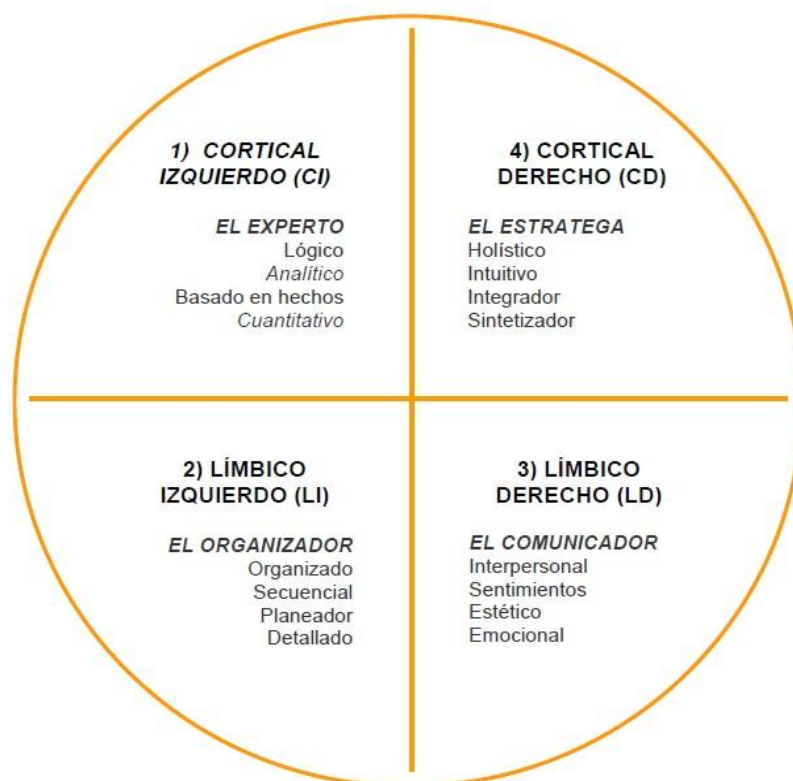 1) CORTICAL
IZQUIERDO (CI)
EL EXPERTO
Lógico
Analítico
Basado en hechos
Cuantitativo
4) CORTICAL
DERECHO (CD)
EL ESTRATEGA
Holístico
Intuitivo
Integrador
Sintetizador
2) LÍMBICO
IZQUIERDO (LI)
EL ORGANIZADOR
Organizado
Secuencial
Planeador
Detallado
3) LÍMBICO
DERECHO (LD)
EL COMUNICADOR
Interpersonal
Sentimientos
Estético
Emocional